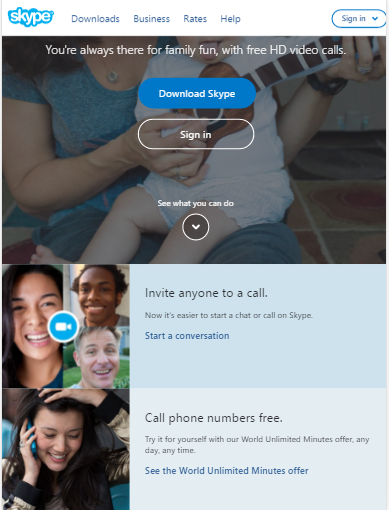 skype Downloads Business Rates Help Sign in
You're always there for family fun, with free HD video calls.
Download Skype
Sign in
See what you can do
Invite anyone to a call.
Now it's easier to start a chat or call on Skype.
Start a conversation
Call phone numbers free.
Try it for yourself with our World Unlimited Minutes offer, any
day, any time.
See the World Unlimited Minutes offer